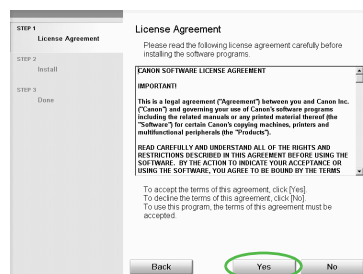 STEP 1
License Agreement
STEP 2
Install
STEP 3
Done
License Agreement
Please read the following license agreement carefully before
installing the software programs.
CANON SOFTWARE LICENSE AGREEMENT
IMPORTANT!
This is a legal agreement ("Agreement") between you and Canon Inc.
("Canon") and governing your use of Canon's software programs
including the related manuals or any printed material thereof (the
"Software") for certain Canon's copying machines, printers and
multifunctional peripherals (the "Products").
READ CAREFULLY AND UNDERSTAND ALL OF THE RIGHTS AND
RESTRICTIONS DESCRIBED IN THIS AGREEMENT BEFORE USING THE
SOFTWARE. BY THE ACTION TO INDICATE YOUR ACCEPTANCE OR
USING THE SOFTWARE, YOU AGREE TO BE BOUND BY THE TERMS
To accept the terms of this agreement, click [Yes].
To decline the terms of this agreement, click [No].
To use this program, the terms of this agreement must be
accepted.
Back Yes No